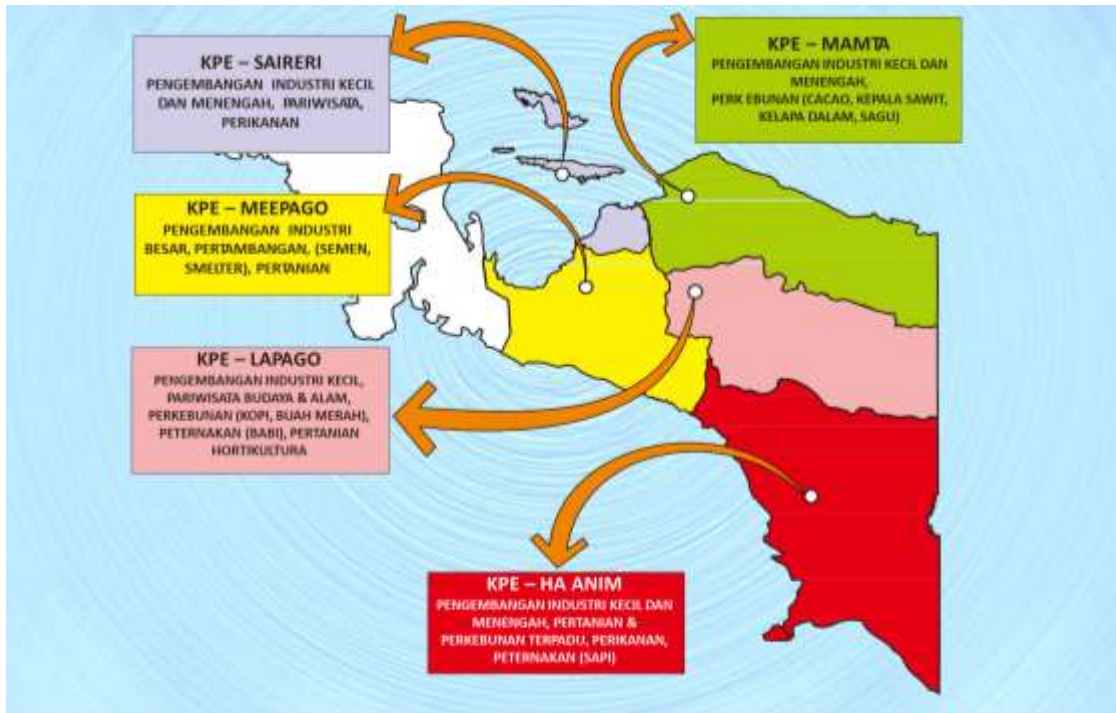 KPE – SAIRERI
PENGEMBANGAN INDUSTRI KECIL
DAN MENENGAH, PARIWISATA,
PERIKANAN
KPE – MAMTA
PENGEMBANGAN INDUSTRI KECIL DAN
MENENGAH,
PERK EBUNAN (CACAO, KEPALA SAWIT,
KELAPA DALAM, SAGU)
KPE – MEEPAGO
PENGEMBANGAN INDUSTRI
BESAR, PERTAMBANGAN, (SEMEN,
SMELTER), PERTANIAN
KPE – LAPAGO
PENGEMBANGAN INDUSTRI KECIL,
PARIWISATA BUDAYA & ALAM,
PERKEBUNAN (KOPI, BUAH MERAH),
PETERNAKAN (BABI), PERTANIAN
HORTIKULTURA
KPE – HA ANIM
PENGEMBANGAN INDUSTRI KECIL DAN
MENENGAH, PERTANIAN &
PERKEBUNAN TERPADU, PERIKANAN,
PETERNAKAN (SAPI)